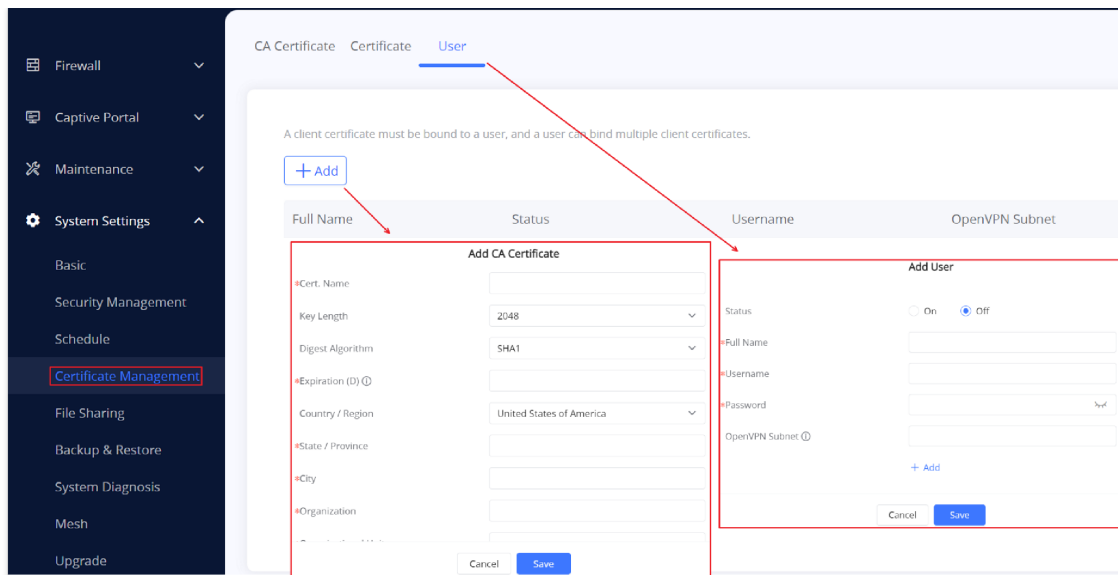 CA Certificate Certificate User
Firewall
Captive Portal
Maintenance
System Settings
Basic
Security Management
Schedule
Certificate Management
File Sharing
Backup & Restore
System Diagnosis
Mesh
Upgrade
A client certificate must be bound to a user, and a user can bind multiple client certificates.
+ Add
Full Name Status Username OpenVPN Subnet
Add CA Certificate
*Cert. Name
Key Length 2048
Digest Algorithm SHA1
*Expiration (D)
Country / Region United States of America
*State / Province
*City
*Organization
Cancel Save
Add User
Status On Off
*Full Name
*Username
*Password
OpenVPN Subnet
+ Add
Cancel Save